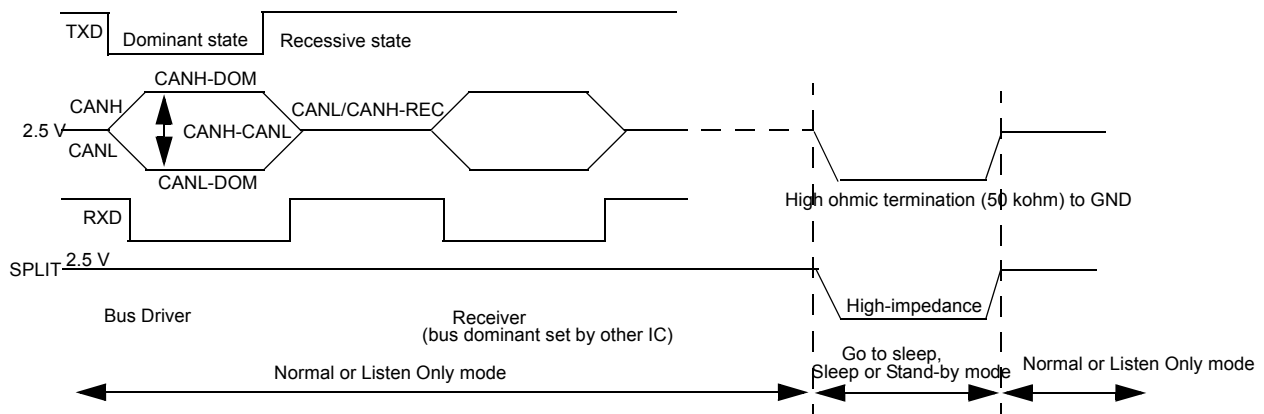 TXD
Dominant state
Recessive state
CANH-DOM
CANH
CANL/CANH-REC
2.5 V
CANH-CANL
CANL
CANL-DOM
High ohmic termination (50 kohm) to GND
RXD
SPLIT
2.5 V
High-impedance
Bus Driver
Receiver
(bus dominant set by other IC)
Go to sleep,
Sleep or Stand-by mode
Normal or Listen Only mode
Normal or Listen Only mode